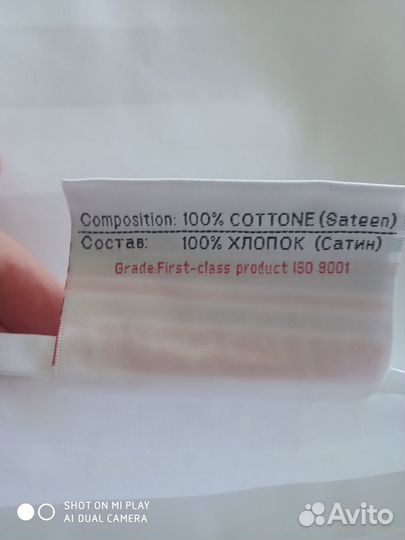 Composition: 100% COTTONE (Sateen)
Состав: 100% ХЛОПОК (Сатин)
Grade.First-class product ISO 9001
SHOT ON MI PLAY
AI DUAL CAMERA
Avito